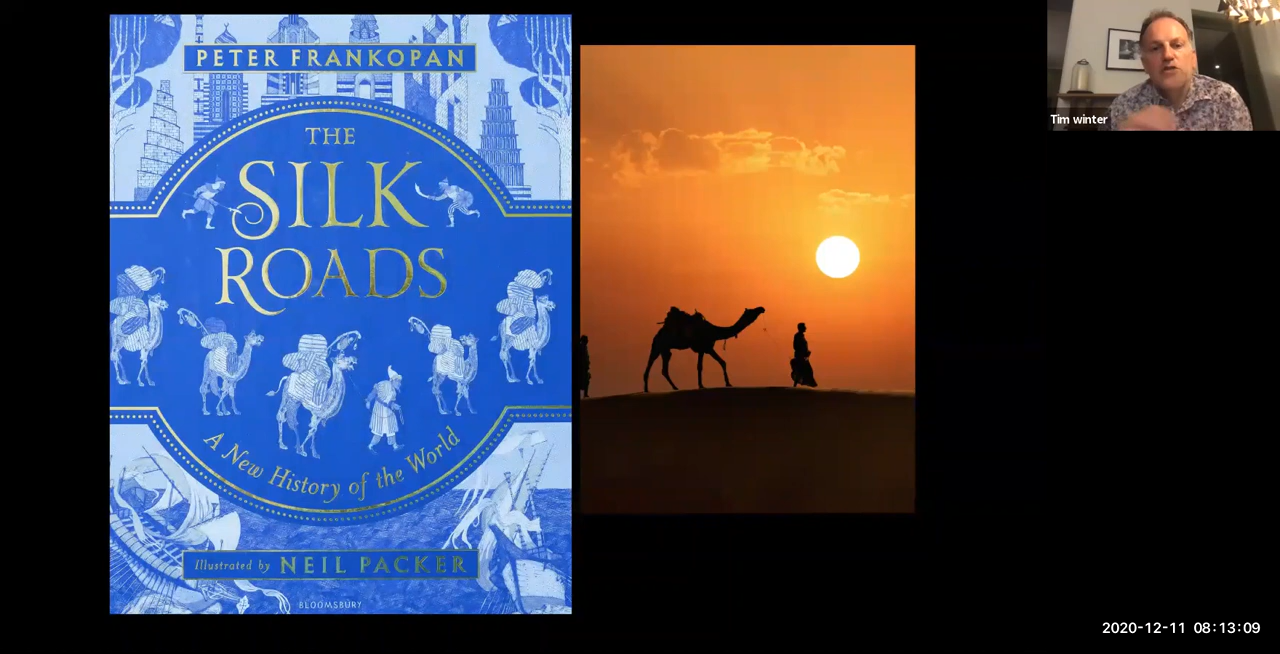 PETER FRANKOPAN
THE
SILK
ROADS
A New History of the World
Illustrated by NEIL PACKER
BLOOMSBURY
Tim winter
2020-12-11 08:13:09